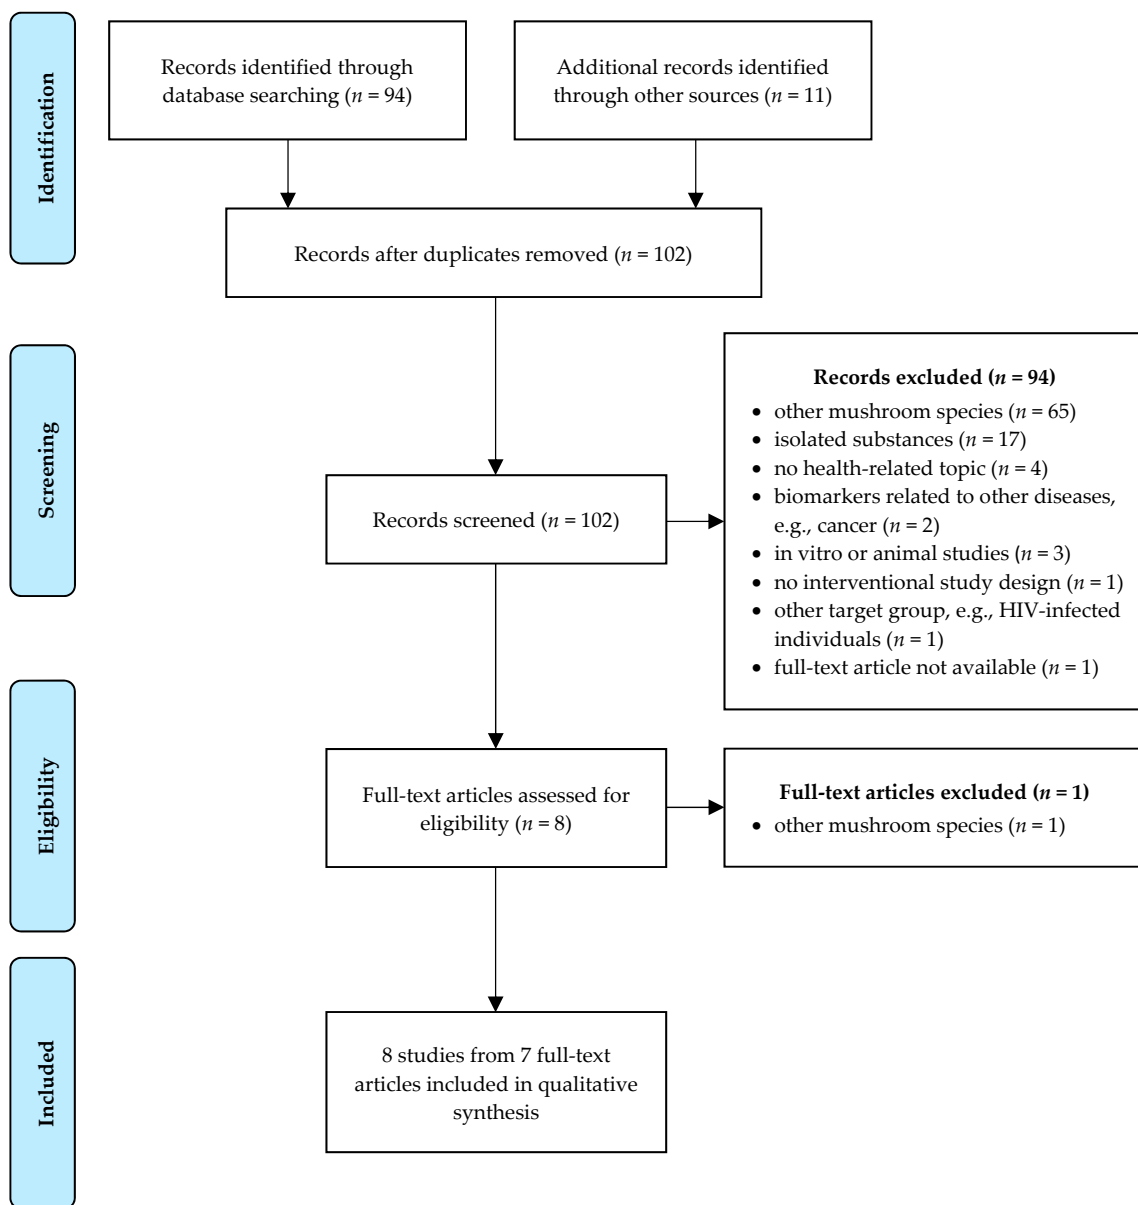 Identification
Records identified through
database searching (n = 94)
Additional records identified
through other sources (n = 11)
Records after duplicates removed (n = 102)
Screening
Records screened (n = 102)
Records excluded (n = 94)
• other mushroom species (n = 65)
• isolated substances (n = 17)
• no health-related topic (n = 4)
• biomarkers related to other diseases,
e.g., cancer (n = 2)
• in vitro or animal studies (n = 3)
• no interventional study design (n = 1)
• other target group, e.g., HIV-infected
individuals (n = 1)
• full-text article not available (n = 1)
Eligibility
Full-text articles assessed for
eligibility (n = 8)
Full-text articles excluded (n = 1)
• other mushroom species (n = 1)
Included
8 studies from 7 full-text
articles included in qualitative
synthesis